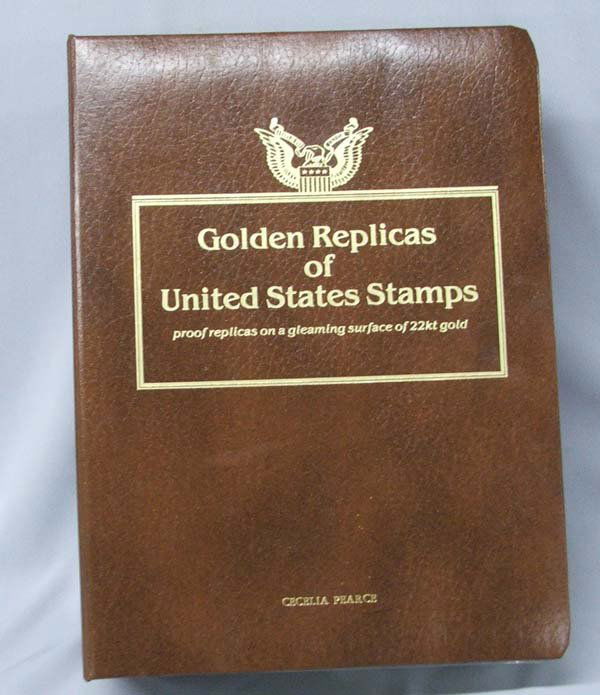 Golden Replicas
of
United States Stamps
proof replicas on a gleaming surface of 22kt gold
CECELIA PEARCE